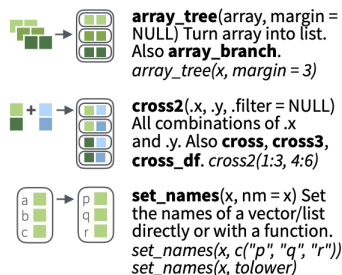 array_tree(array, margin =
NULL) Turn array into list.
Also array_branch.
array_tree(x, margin = 3)
+
cross2(.x, .y, .filter = NULL)
All combinations of .x
and .y. Also cross, cross3,
cross_df. cross2(1:3, 4:6)
a
b
c
p
q
r
set_names(x, nm = x) Set
the names of a vector/list
directly or with a function.
set_names(x, c("p", "q", "r"))
set_names(x, tolower)